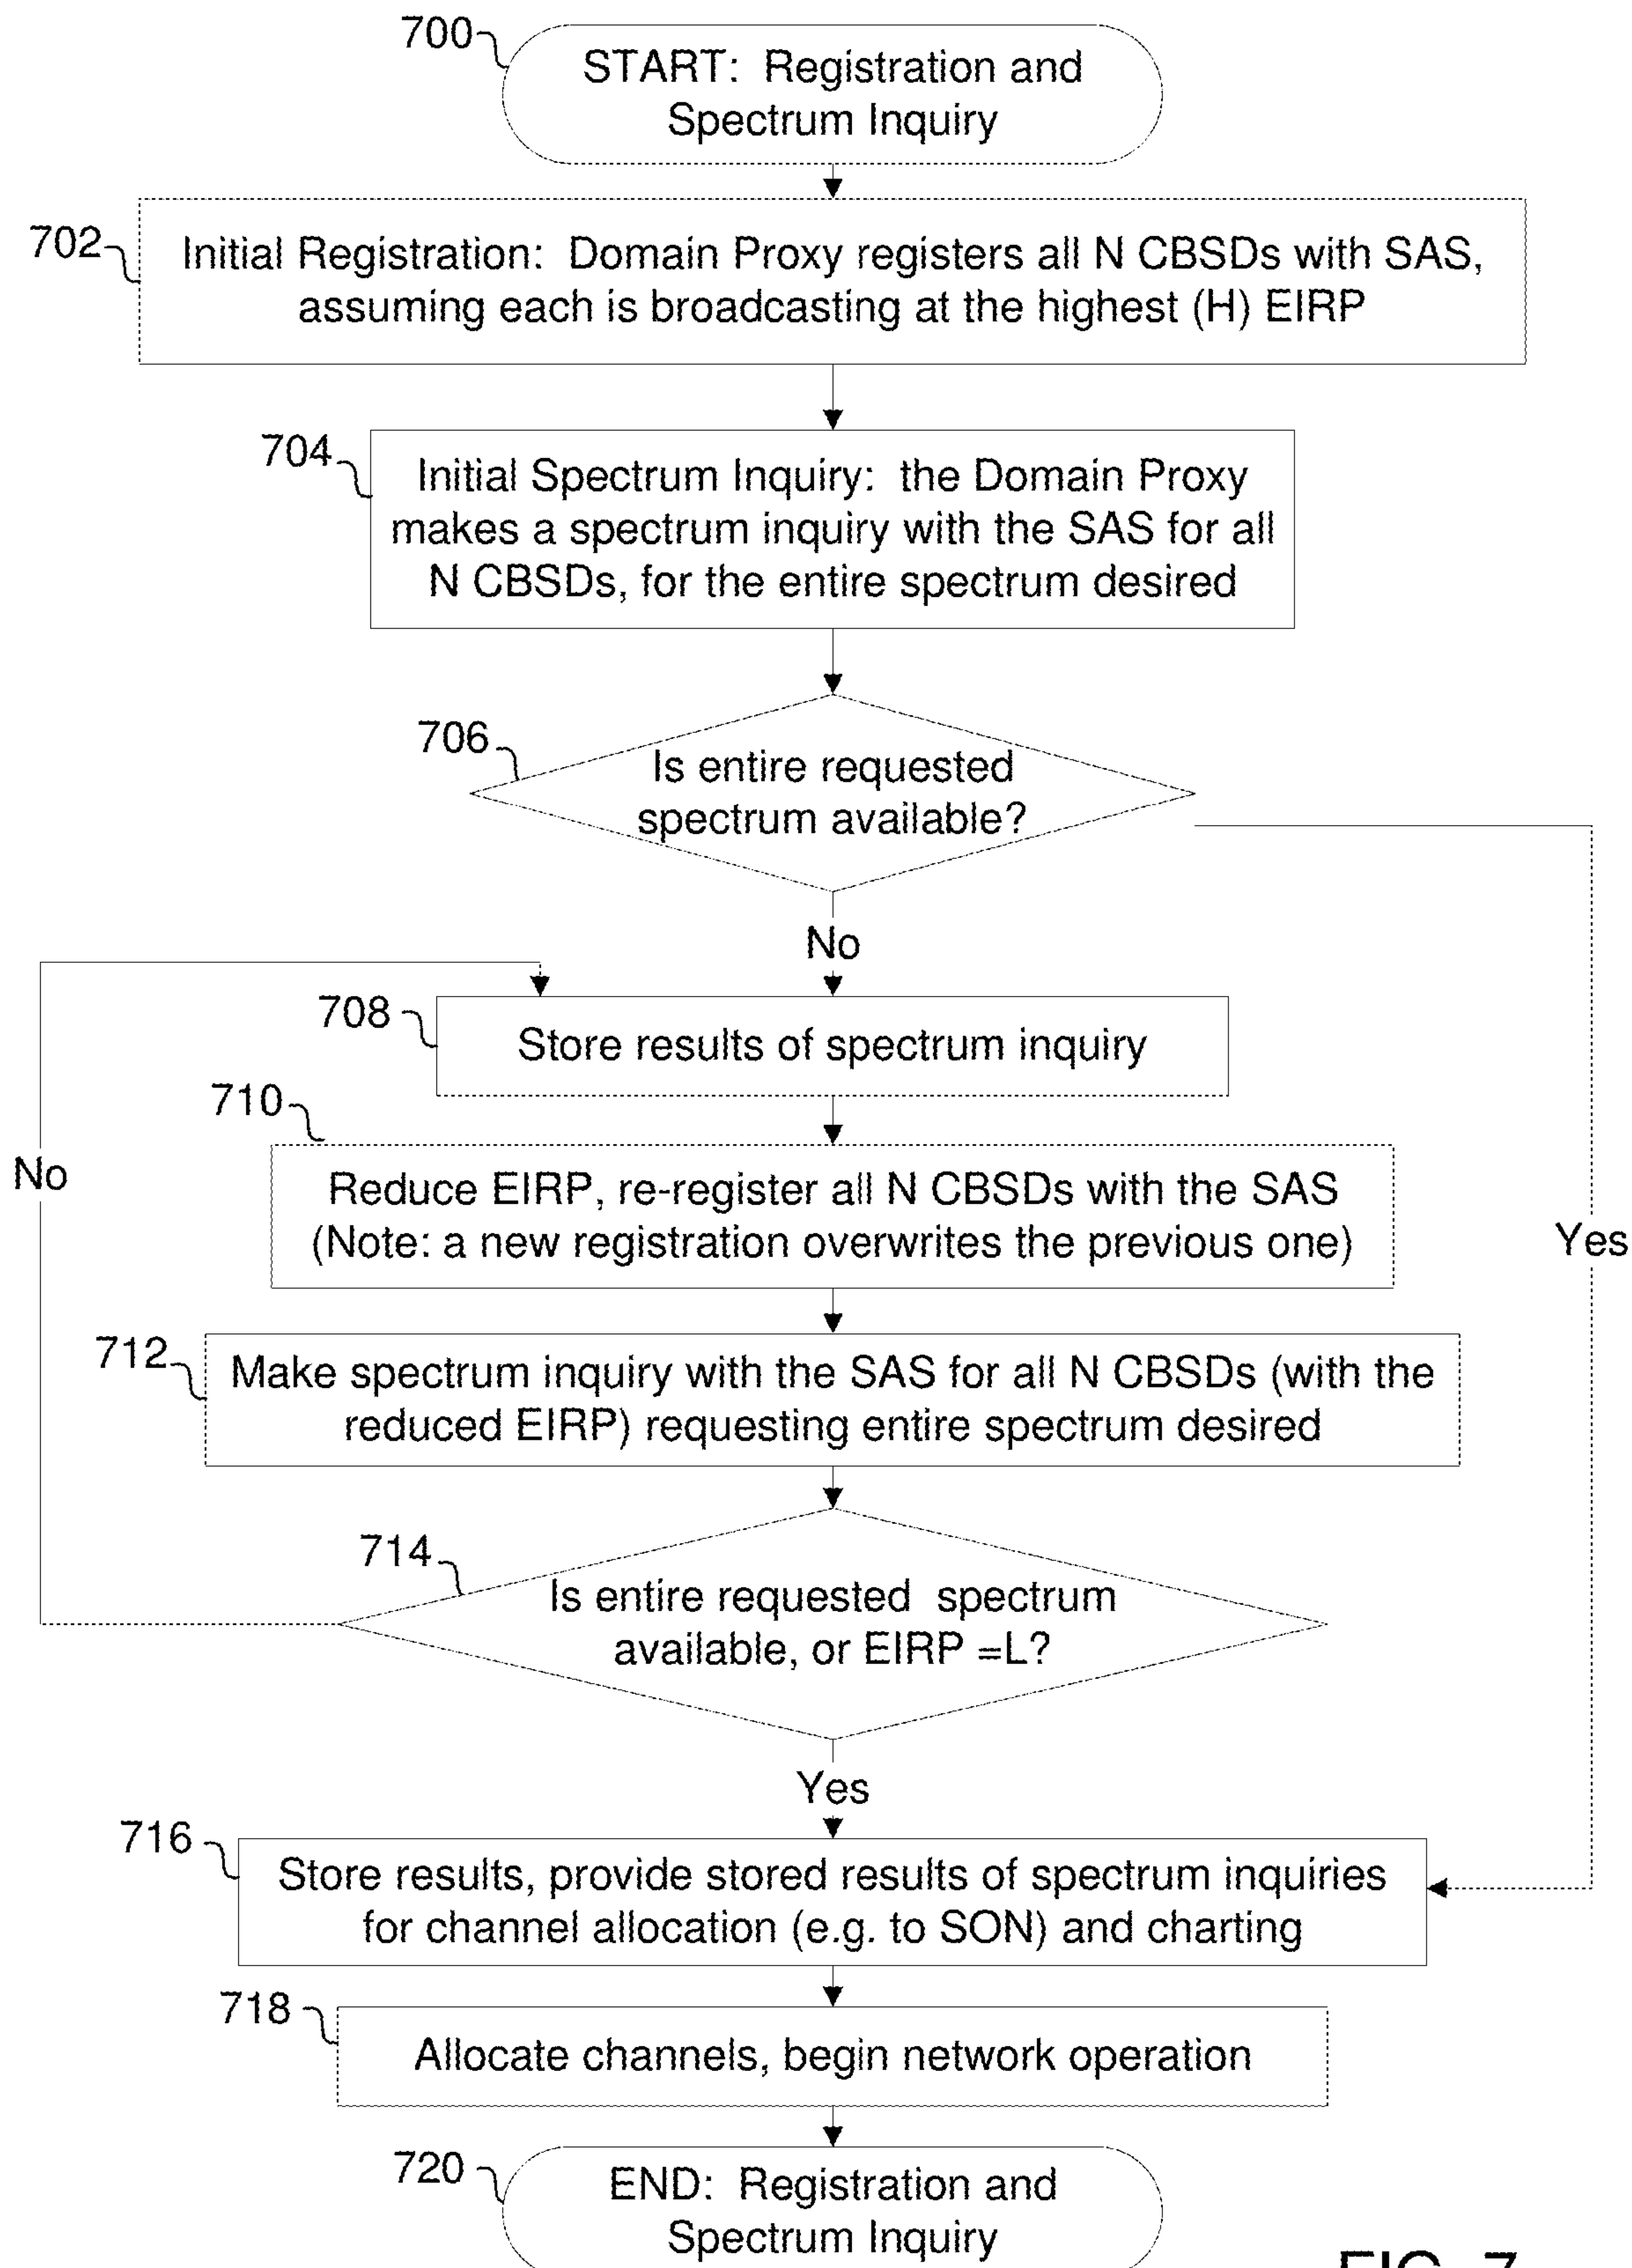 700
START: Registration and
Spectrum Inquiry
702
Initial Registration: Domain Proxy registers all N CBSDs with SAS,
assuming each is broadcasting at the highest (H) EIRP
704
Initial Spectrum Inquiry: the Domain Proxy
makes a spectrum inquiry with the SAS for all
N CBSDs, for the entire spectrum desired
706
Is entire requested
spectrum available?
No
708
Store results of spectrum inquiry
710
No
Reduce EIRP, re-register all N CBSDs with the SAS
(Note: a new registration overwrites the previous one)
Yes
712
Make spectrum inquiry with the SAS for all N CBSDs (with the
reduced EIRP) requesting entire spectrum desired
714
Is entire requested spectrum
available, or EIRP =L?
Yes
716
Store results, provide stored results of spectrum inquiries
for channel allocation (e.g. to SON) and charting
718
Allocate channels, begin network operation
720
END: Registration and
Spectrum Inquiry
FIG. 7